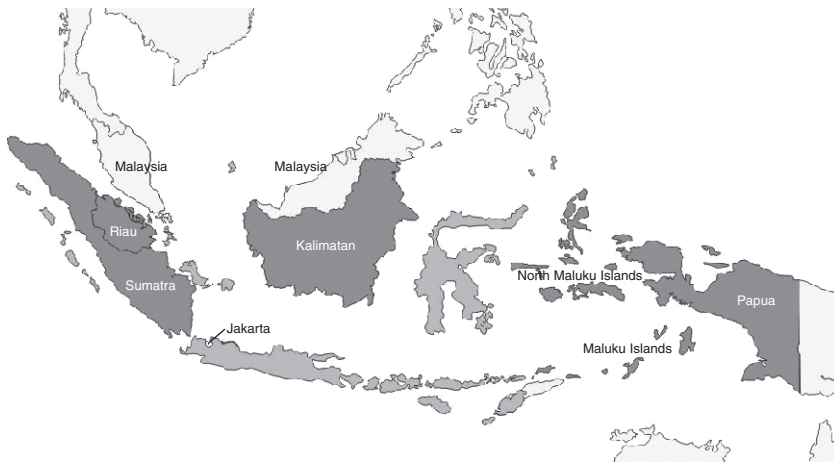 Malaysia
Malaysia
Riau
Kalimatan
North Maluku Islands
Sumatra
Papua
Jakarta
Maluku Islands